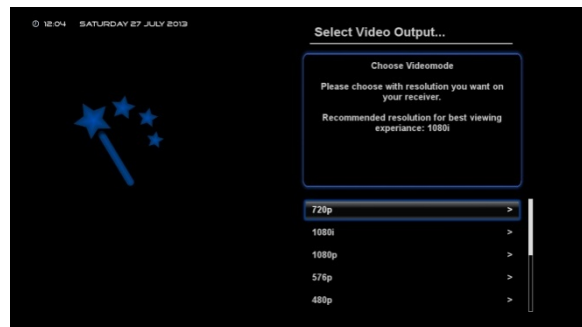 12:04 SATURDAY 27 JULY 2013
Select Video Output...
Choose Videomode
Please choose with resolution you want on
your receiver.
Recommended resolution for best viewing
experiance: 1080i
720p >
1080i >
1080p >
576p >
480p >